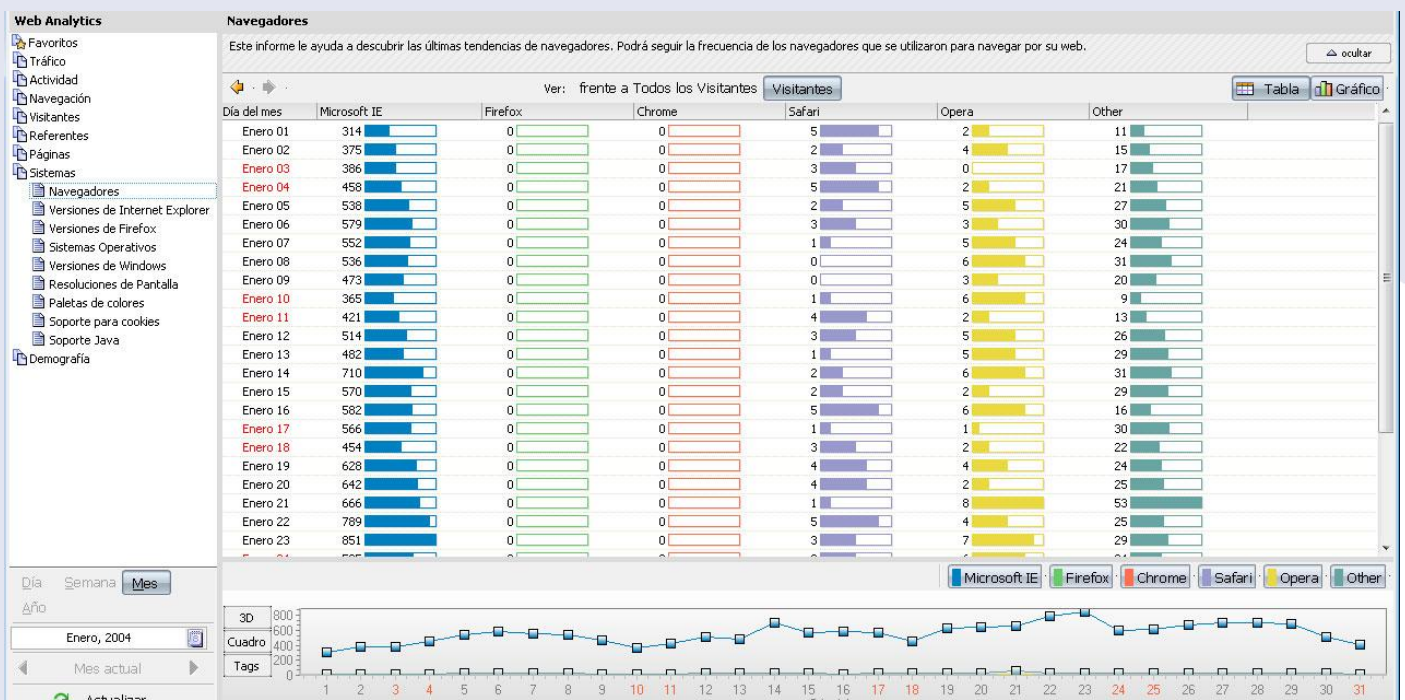 Web Analytics
Favoritos
Tráfico
Actividad
Navegación
Visitantes
Referentes
Páginas
Sistemas
Navegadores
Versiones de Internet Explorer
Versiones de Firefox
Sistemas Operativos
Versiones de Windows
Resoluciones de Pantalla
Paletas de colores
Soporte para cookies
Soporte Java
Demografía
Día Semana Mes
Año
Enero, 2004
Mes actual
Actualizar
Navegadores
Este informe le ayuda a descubrir las últimas tendencias de navegadores. Podrá seguir la frecuencia de los navegadores que se utilizaron para navegar por su web.
ocultar
Ver: frente a Todos los Visitantes Visitantes Tabla Gráfico
Día del mes Microsoft IE Firefox Chrome Safari Opera Other
Enero 01 314 0 0 5 2 11
Enero 02 375 0 0 2 4 15
Enero 03 386 0 0 3 0 17
Enero 04 458 0 0 5 2 21
Enero 05 538 0 0 2 5 27
Enero 06 579 0 0 3 3 30
Enero 07 552 0 0 1 5 24
Enero 08 536 0 0 0 6 31
Enero 09 473 0 0 0 3 20
Enero 10 365 0 0 1 6 9
Enero 11 421 0 0 4 2 13
Enero 12 514 0 0 3 5 26
Enero 13 482 0 0 1 5 29
Enero 14 710 0 0 2 6 31
Enero 15 570 0 0 2 2 29
Enero 16 582 0 0 5 6 16
Enero 17 566 0 0 1 1 30
Enero 18 454 0 0 3 2 22
Enero 19 628 0 0 4 4 24
Enero 20 642 0 0 4 2 25
Enero 21 666 0 0 1 8 53
Enero 22 789 0 0 5 4 25
Enero 23 851 0 0 3 7 29
Microsoft IE Firefox Chrome Safari Opera Other
3D
Cuadro
Tags
800
600
400
200
0
1 2 3 4 5 6 7 8 9 10 11 12 13 14 15 16 17 18 19 20 21 22 23 24 25 26 27 28 29 30 31